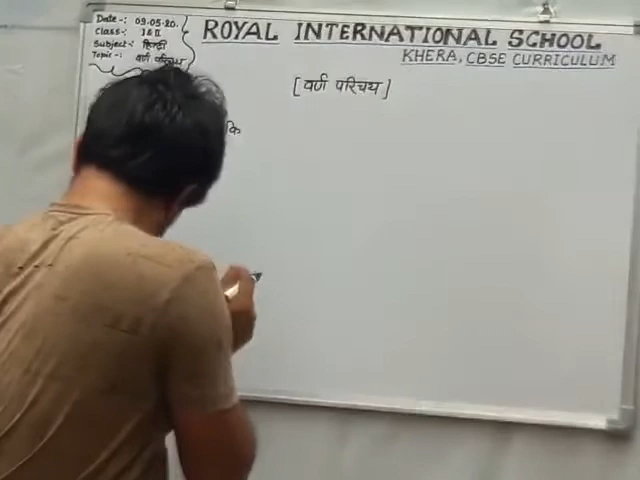 Date-: 09.05.20.
Class-: I & II
Subject-: हिन्दी
Topic-: वर्ण परिचय
ROYAL INTERNATIONAL SCHOOL
KHERA, CBSE CURRICULUM
[वर्ण परिचय]
कि